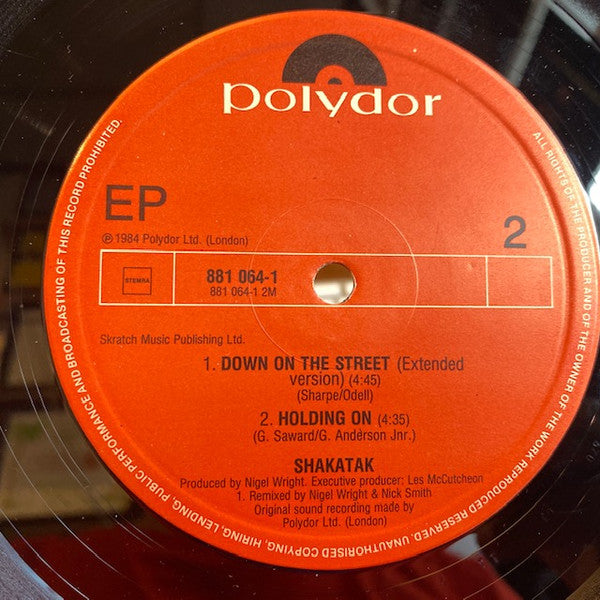 polydor
EP
℗ 1984 Polydor Ltd. (London)
2
STEMRA
881 064-1
881 064-1 2M
Skratch Music Publishing Ltd.
1. DOWN ON THE STREET (Extended
version) (4:45)
(Sharpe/Odell)
2. HOLDING ON (4:35)
(G. Saward/G. Anderson Jnr.)
SHAKATAK
Produced by Nigel Wright. Executive producer: Les McCutcheon
1. Remixed by Nigel Wright & Nick Smith
Original sound recording made by
Polydor Ltd. (London)
ALL RIGHTS OF THE PRODUCER AND OF THE OWNER OF THE WORK REPRODUCED RESERVED. UNAUTHORISED COPYING, HIRING, LENDING, PUBLIC PERFORMANCE AND BROADCASTING OF THIS RECORD PROHIBITED.